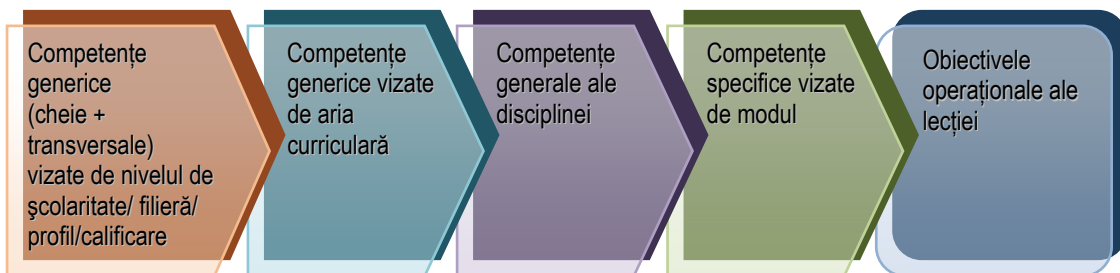 Competențe
generice
(cheie +
transversale)
vizate de nivelul de
şcolaritate/ filieră/
profil/calificare
Competențe
generice vizate
de aria
curriculară
Competențe
generale ale
disciplinei
Competențe
specifice vizate
de modul
Obiectivele
operaționale ale
lecției